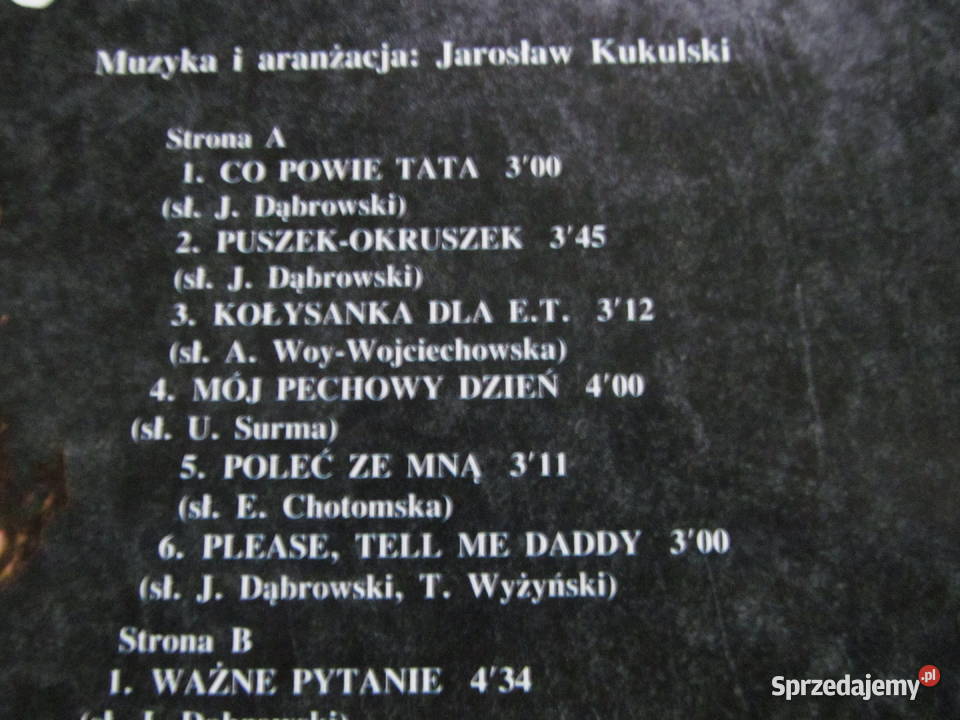 Muzyka i aranżacja: Jarosław Kukulski
Strona A
1. CO POWIE TATA 3'00
(sł. J. Dąbrowski)
2. PUSZEK-OKRUSZEK 3'45
(sł. J. Dąbrowski)
3. KOŁYSANKA DLA E.T. 3'12
(sł. A. Woy-Wojciechowska)
4. MÓJ PECHOWY DZIEŃ 4'00
(sł. U. Surma)
5. POLEĆ ZE MNĄ 3'11
(sł. E. Chotomska)
6. PLEASE, TELL ME DADDY 3'00
(sł. J. Dąbrowski, T. Wyżyński)
Strona B
1. WAŻNE PYTANIE 4'34
(sł. J. Dąbrowski)
Sprzedajemy.pl